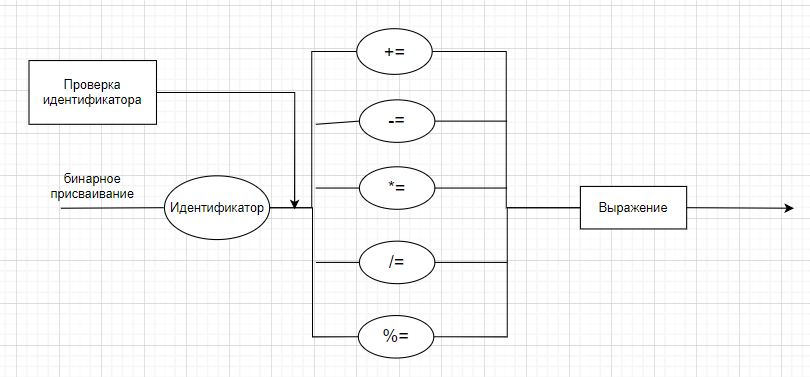 +=
Проверка
идентификатора
-=
бинарное
присваивание
*=
Идентификатор
Выражение
/=
%=